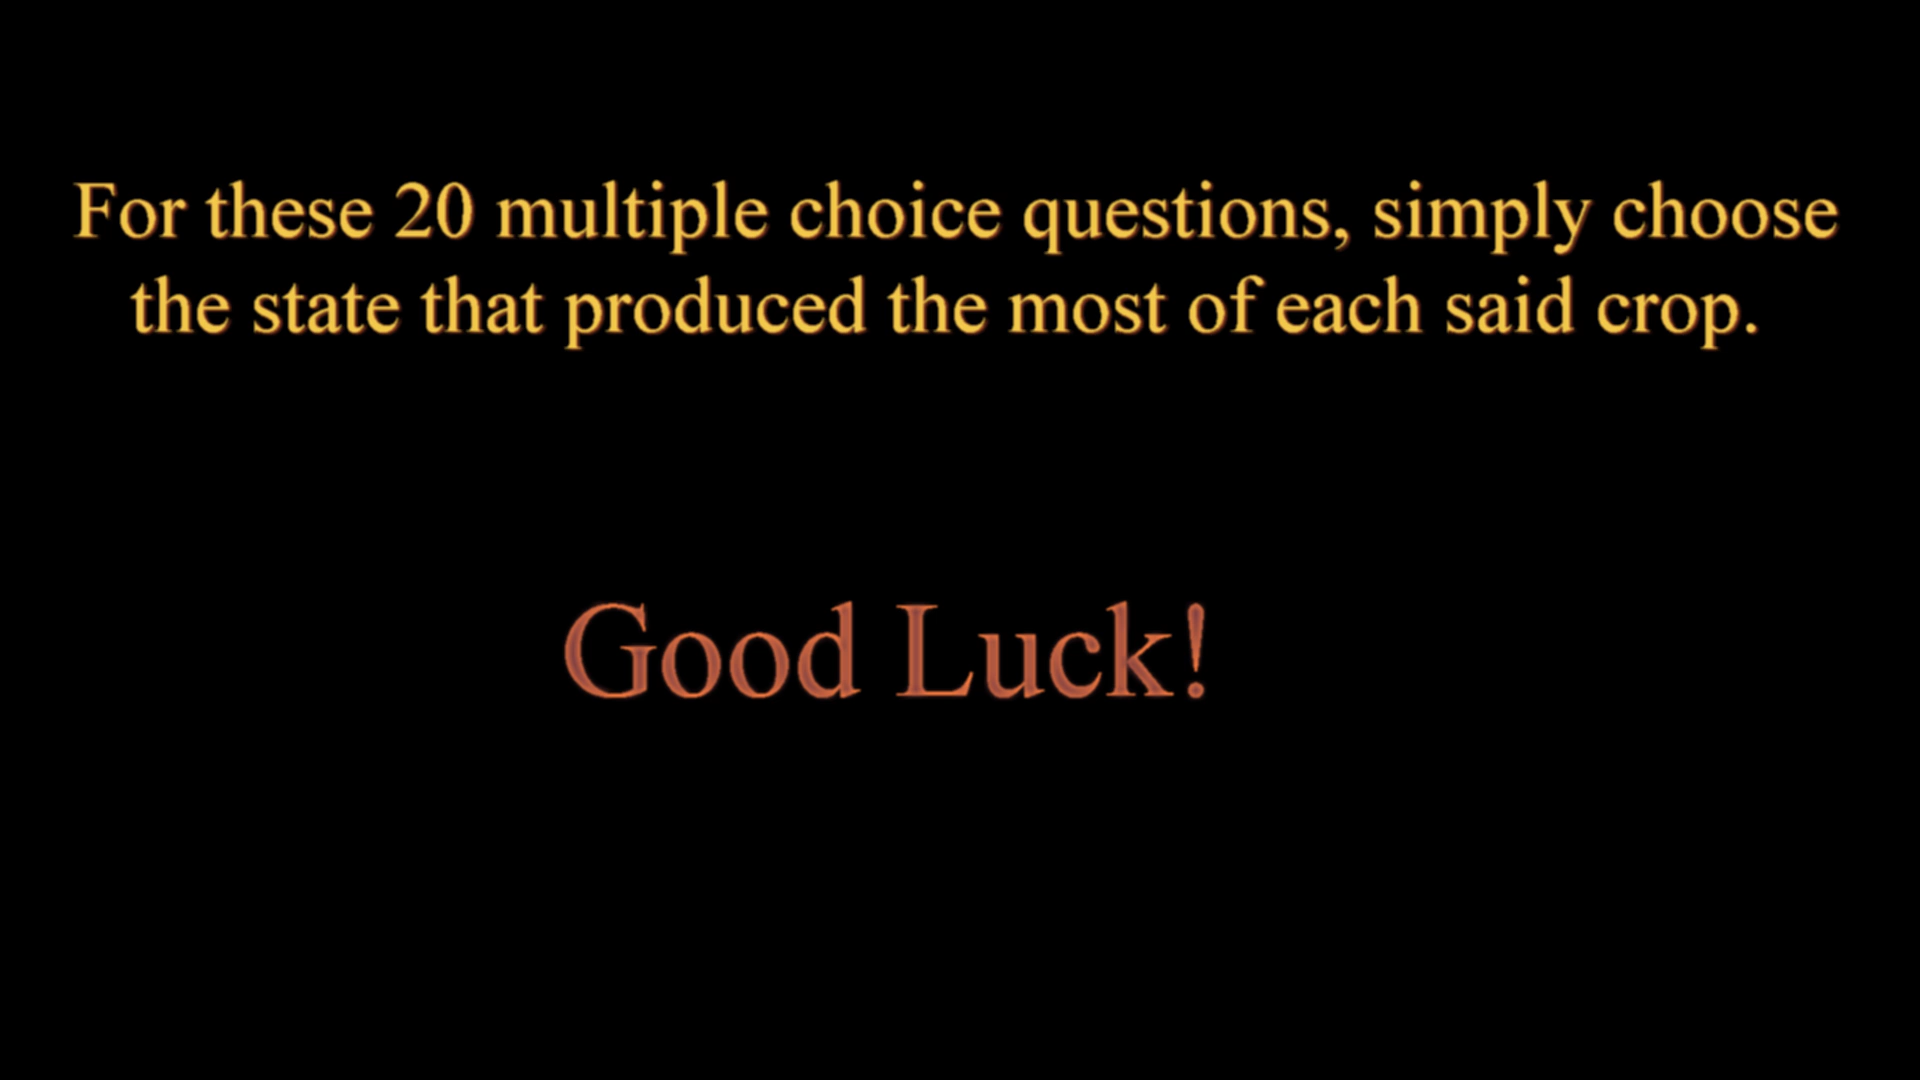 For these 20 multiple choice questions, simply choose
the state that produced the most of each said crop.
Good Luck!